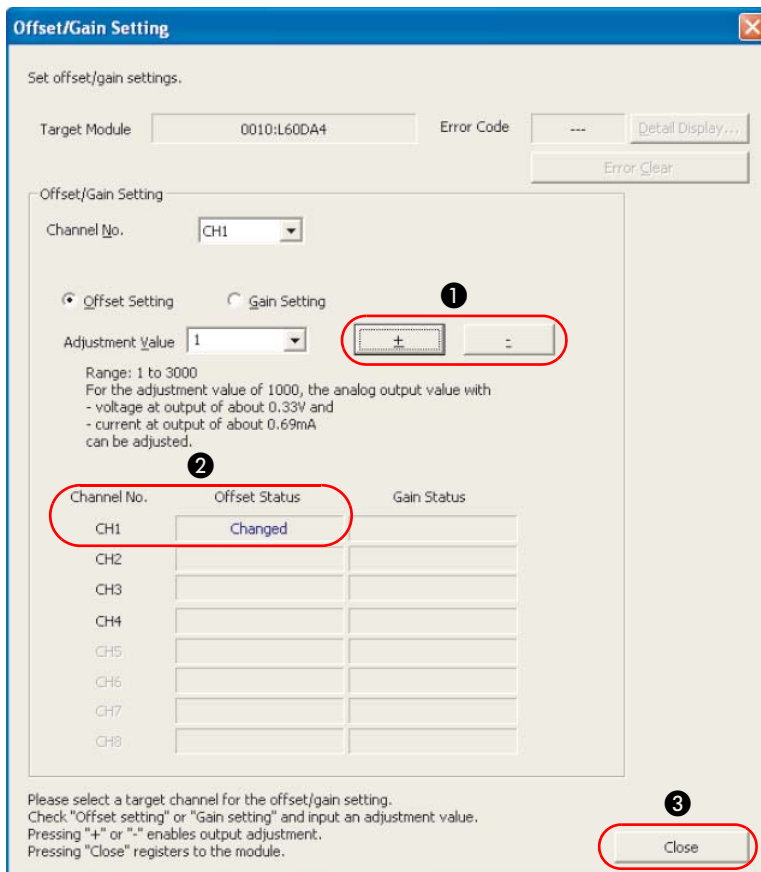 Offset/Gain Setting
Set offset/gain settings.
Target Module 0010:L60DA4 Error Code --- Detail Display...
Error Clear
Offset/Gain Setting
Channel No. CH1
❶
Offset Setting Gain Setting
Adjustment Value 1 + -
Range: 1 to 3000
For the adjustment value of 1000, the analog output value with
- voltage at output of about 0.33V and
- current at output of about 0.69mA
can be adjusted.
❷
Channel No. Offset Status Gain Status
CH1 Changed
CH2
CH3
CH4
CH5
CH6
CH7
CH8
Please select a target channel for the offset/gain setting.
Check "Offset setting" or "Gain setting" and input an adjustment value.
Pressing "+" or "-" enables output adjustment.
Pressing "Close" registers to the module.
❸
Close